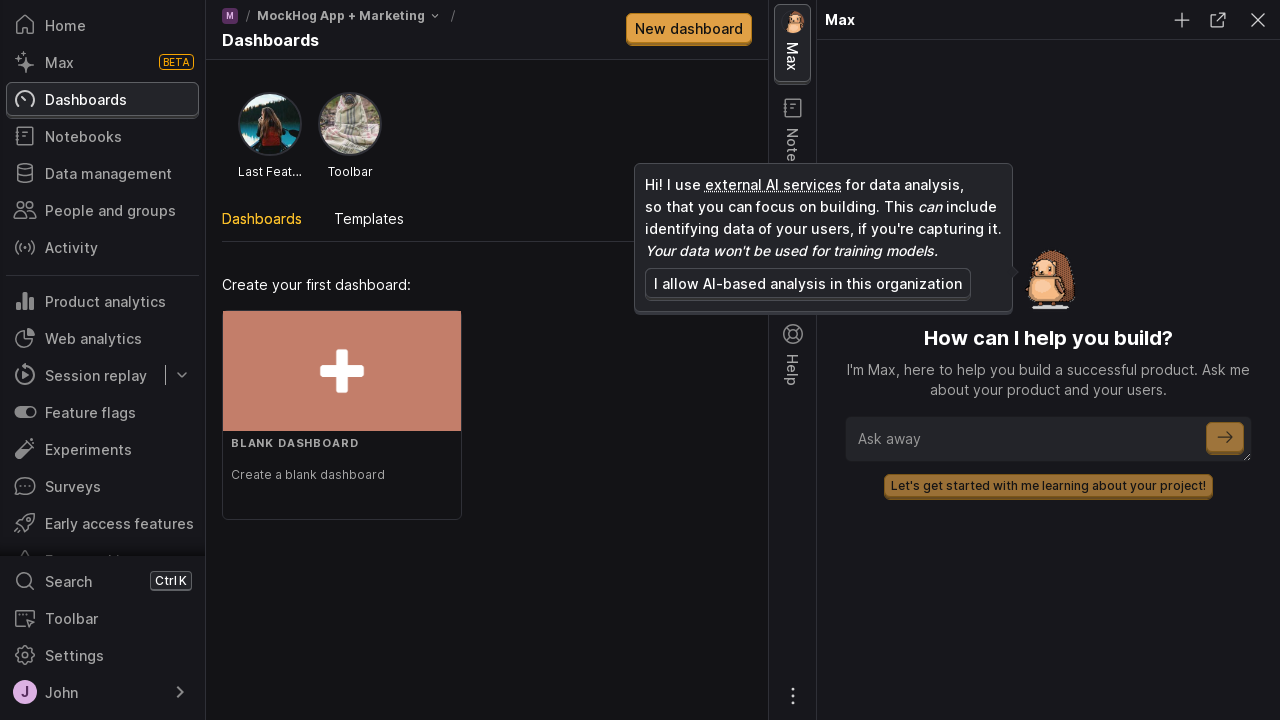 Home
Max
BETA
Dashboards
Notebooks
Data management
People and groups
Activity
Product analytics
Web analytics
Session replay
Feature flags
Experiments
Surveys
Early access features
Search
Ctrl K
Toolbar
Settings
J
John
M / MockHog App + Marketing /
Dashboards
New dashboard
Last Feat...
Toolbar
Dashboards
Templates
Create your first dashboard:
BLANK DASHBOARD
Create a blank dashboard
Max
Note
Help
Max
Hi! I use external AI services for data analysis,
so that you can focus on building. This can include
identifying data of your users, if you're capturing it.
Your data won't be used for training models.
I allow AI-based analysis in this organization
How can I help you build?
I'm Max, here to help you build a successful product. Ask me
about your product and your users.
Ask away
Let's get started with me learning about your project!